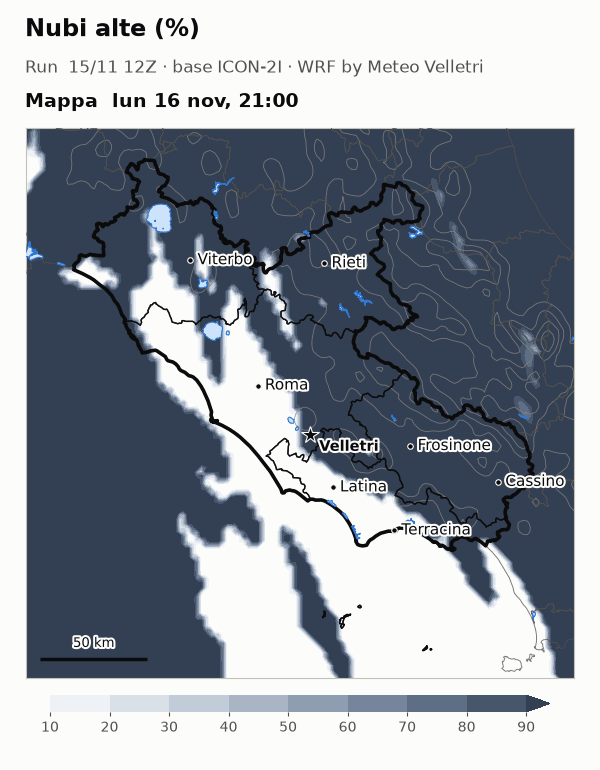 Nubi alte (%)
Run  15/11 12Z · base ICON-2I · WRF by Meteo Velletri
Mappa  lun 16 nov, 21:00
Viterbo
Rieti
Roma
Velletri
Frosinone
Cassino
Latina
Terracina
50 km
10 20 30 40 50 60 70 80 90